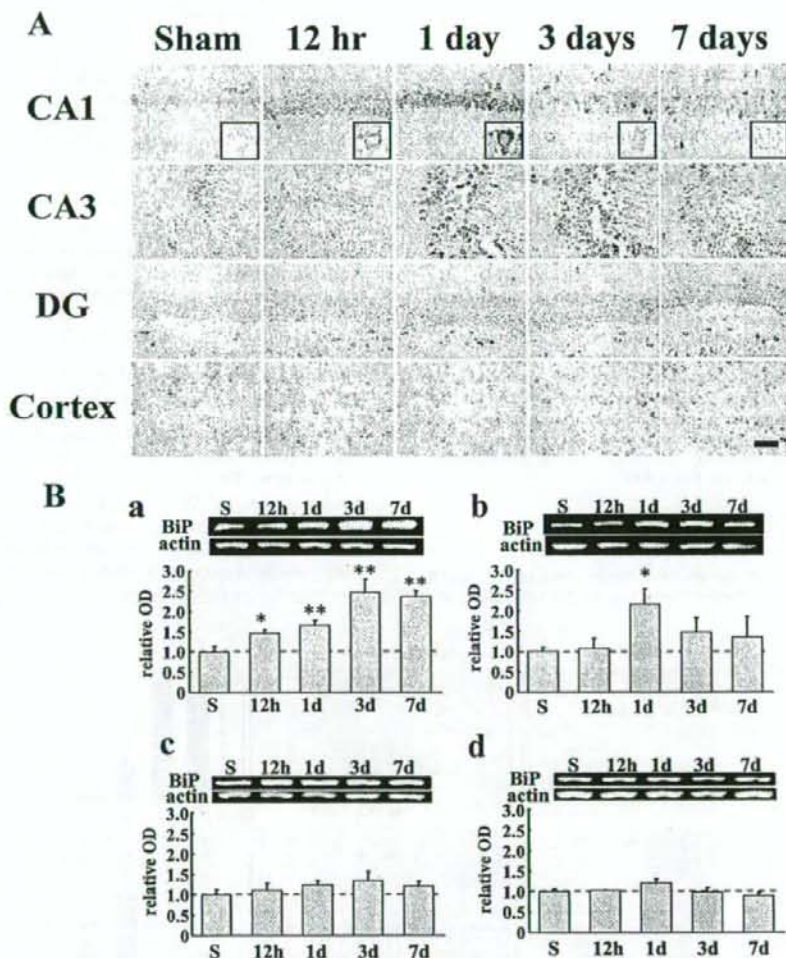 A
Sham 12 hr 1 day 3 days 7 days
CA1
CA3
DG
Cortex
B
a
S 12h 1d 3d 7d
BiP
actin
relative OD
3.0
2.5
2.0
1.5
1.0
0.5
0
* ** ** **
S 12h 1d 3d 7d
b
S 12h 1d 3d 7d
BiP
actin
relative OD
3.0
2.5
2.0
1.5
1.0
0.5
0
*
S 12h 1d 3d 7d
c
S 12h 1d 3d 7d
BiP
actin
relative OD
3.0
2.5
2.0
1.5
1.0
0.5
0
S 12h 1d 3d 7d
d
S 12h 1d 3d 7d
BiP
actin
relative OD
3.0
2.5
2.0
1.5
1.0
0.5
0
S 12h 1d 3d 7d